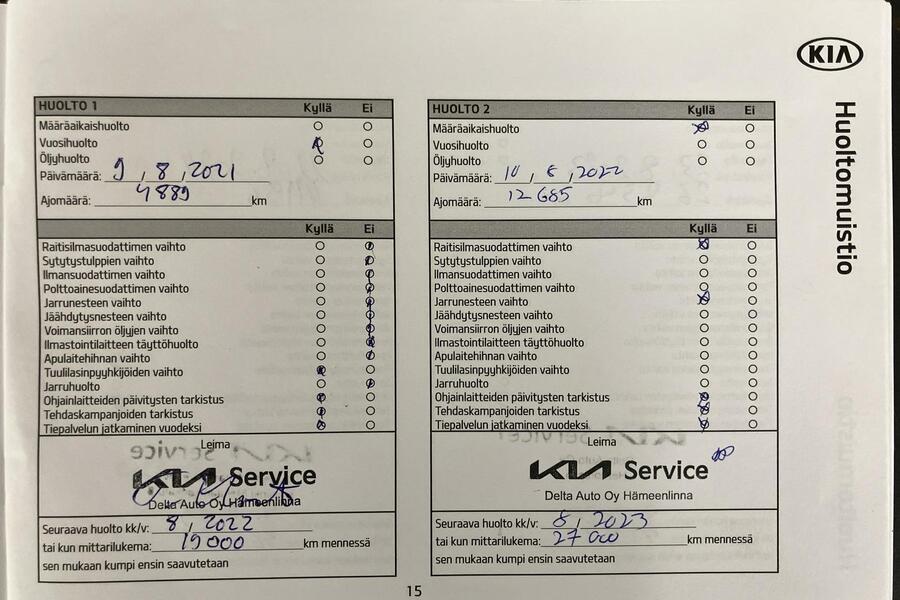 KIA
Huoltomuistio
HUOLTO 1 Kyllä Ei
Määräaikaishuolto
Vuosihuolto
Öljyhuolto
Päivämäärä: 9, 8, 2021
Ajomäärä: 4889 km
Kyllä Ei
Raitisilmasuodattimen vaihto
Sytytystulppien vaihto
Ilmansuodattimen vaihto
Polttoainesuodattimen vaihto
Jarrunesteen vaihto
Jäähdytysnesteen vaihto
Voimansiirron öljyjen vaihto
Ilmastointilaitteen täyttöhuolto
Apulaitehihnan vaihto
Tuulilasinpyyhkijöiden vaihto
Jarruhuolto
Ohjainlaitteiden päivitysten tarkistus
Tehdaskampanjoiden tarkistus
Tiepalvelun jatkaminen vuodeksi
Leima
KIA Service
Delta Auto Oy Hämeenlinna
Seuraava huolto kk/v: 8, 2022
tai kun mittarilukema: 19000 km mennessä
sen mukaan kumpi ensin saavutetaan
HUOLTO 2 Kyllä Ei
Määräaikaishuolto
Vuosihuolto
Öljyhuolto
Päivämäärä: 10, 8, 2022
Ajomäärä: 12 685 km
Kyllä Ei
Raitisilmasuodattimen vaihto
Sytytystulppien vaihto
Ilmansuodattimen vaihto
Polttoainesuodattimen vaihto
Jarrunesteen vaihto
Jäähdytysnesteen vaihto
Voimansiirron öljyjen vaihto
Ilmastointilaitteen täyttöhuolto
Apulaitehihnan vaihto
Tuulilasinpyyhkijöiden vaihto
Jarruhuolto
Ohjainlaitteiden päivitysten tarkistus
Tehdaskampanjoiden tarkistus
Tiepalvelun jatkaminen vuodeksi
Leima
KIA Service
Delta Auto Oy Hämeenlinna
Seuraava huolto kk/v: 8, 2023
tai kun mittarilukema: 27 000 km mennessä
sen mukaan kumpi ensin saavutetaan
15